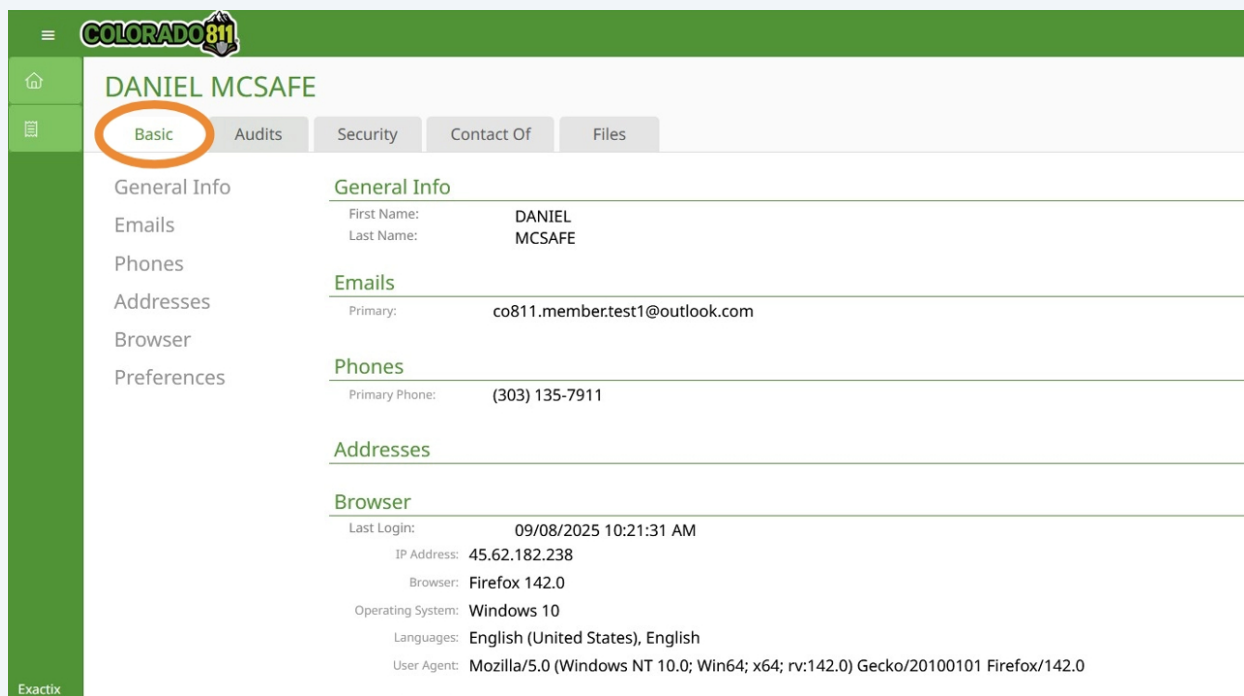 COLORADO 811
DANIEL MCSAFE
Basic Audits Security Contact Of Files
General Info
Emails
Phones
Addresses
Browser
Preferences
General Info
First Name: DANIEL
Last Name: MCSAFE
Emails
Primary: co811.member.test1@outlook.com
Phones
Primary Phone: (303) 135-7911
Addresses
Browser
Last Login: 09/08/2025 10:21:31 AM
IP Address: 45.62.182.238
Browser: Firefox 142.0
Operating System: Windows 10
Languages: English (United States), English
User Agent: Mozilla/5.0 (Windows NT 10.0; Win64; x64; rv:142.0) Gecko/20100101 Firefox/142.0
Exactix